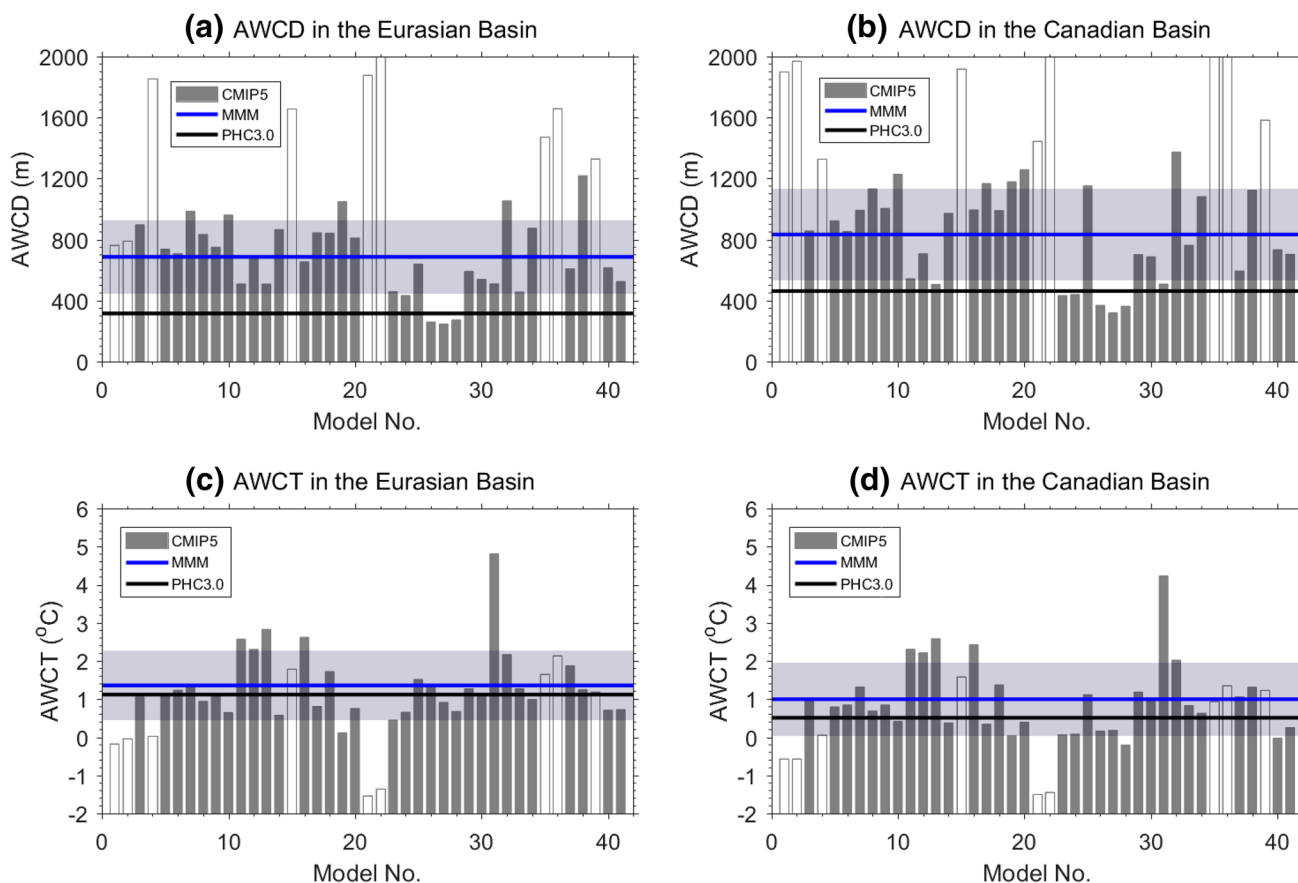 (a) AWCD in the Eurasian Basin
2000
1600
1200
800
400
0
AWCD (m)
CMIP5
MMM
PHC3.0
0 10 20 30 40
Model No.
(b) AWCD in the Canadian Basin
2000
1600
1200
800
400
0
AWCD (m)
CMIP5
MMM
PHC3.0
0 10 20 30 40
Model No.
(c) AWCT in the Eurasian Basin
6
5
4
3
2
1
0
-1
-2
AWCT (°C)
CMIP5
MMM
PHC3.0
0 10 20 30 40
Model No.
(d) AWCT in the Canadian Basin
6
5
4
3
2
1
0
-1
-2
AWCT (°C)
CMIP5
MMM
PHC3.0
0 10 20 30 40
Model No.